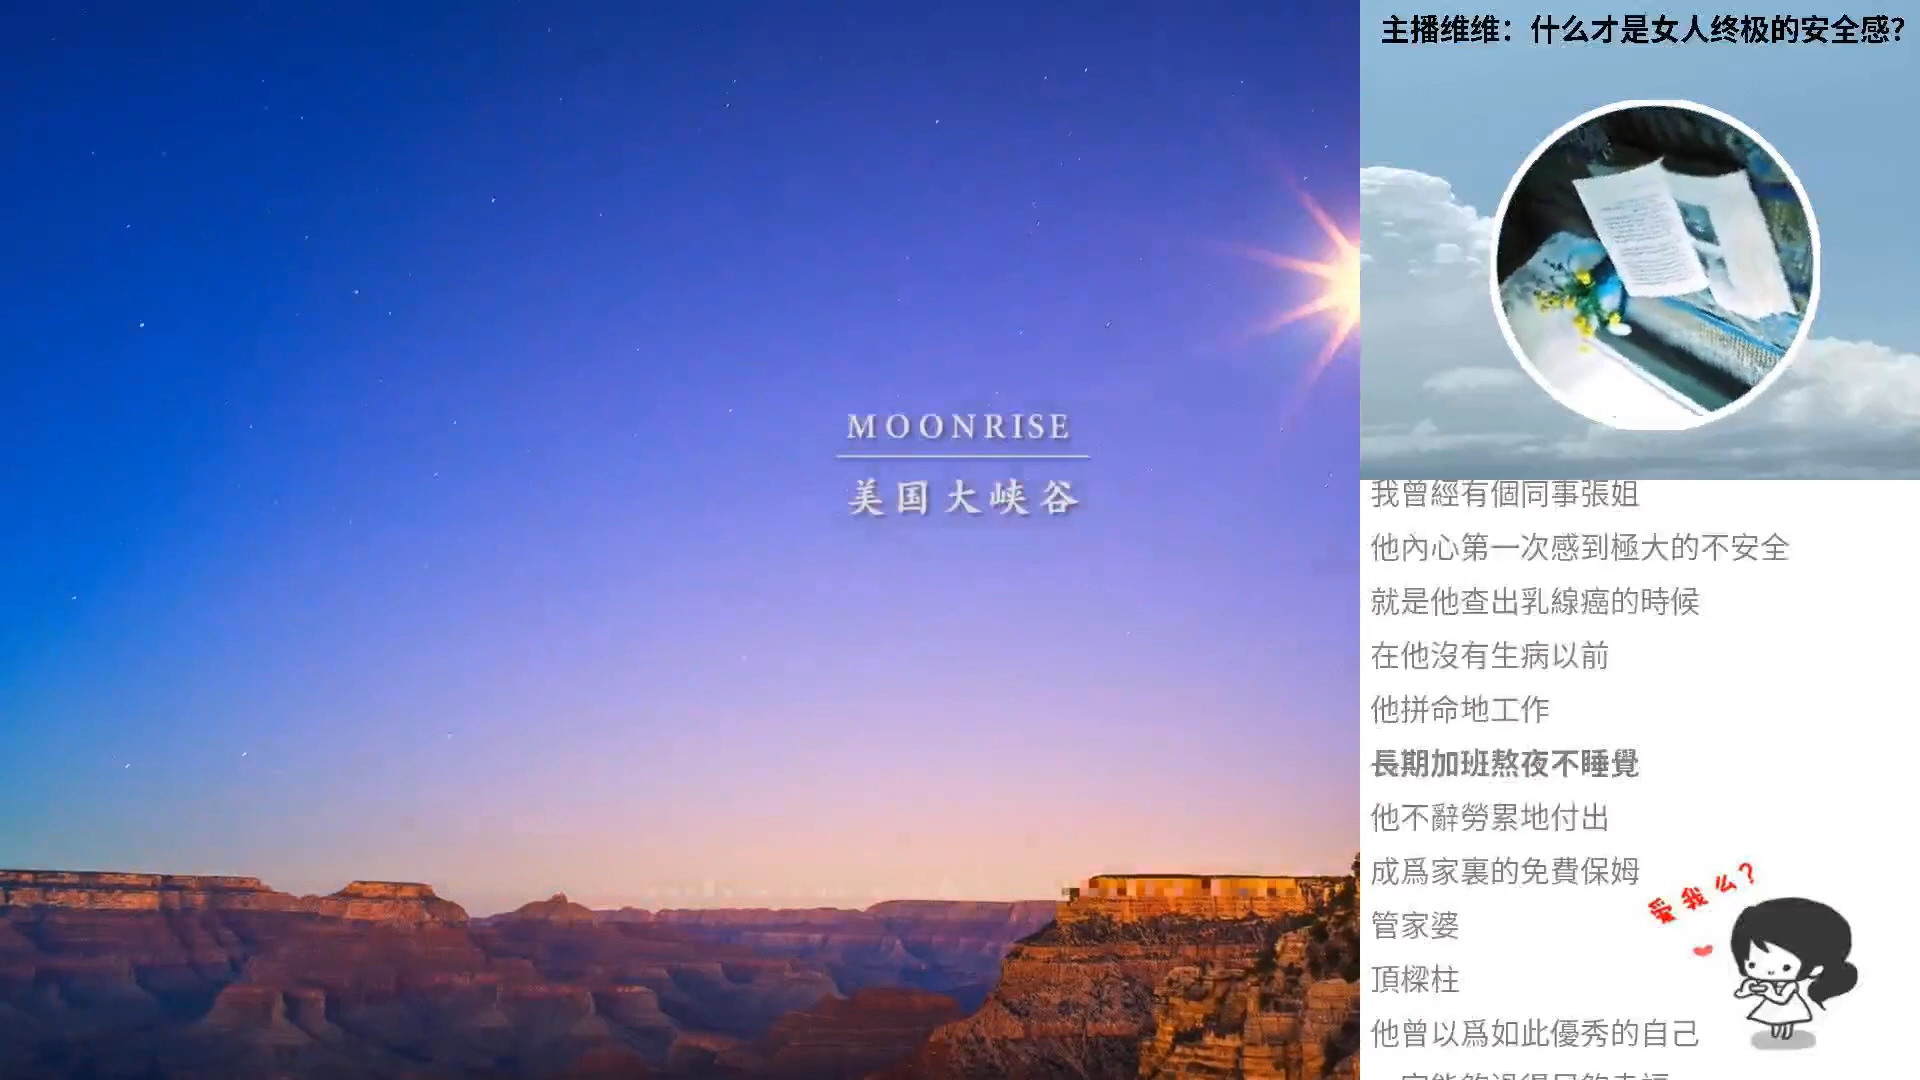 MOONRISE
美国大峡谷
主播维维：什么才是女人终极的安全感？
我曾經有個同事張姐
他內心第一次感到極大的不安全
就是他查出乳線癌的時候
在他沒有生病以前
他拼命地工作
長期加班熬夜不睡覺
他不辭勞累地付出
成爲家裏的免費保姆
管家婆
頂樑柱
他曾以爲如此優秀的自己
爱我么？